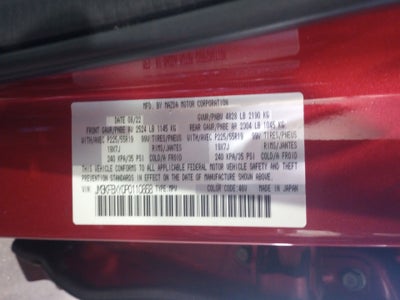 MFD BY MAZDA MOTOR CORPORATION
DATE 08/22 GVWR/PNBV 4828 LB 2190 KG
FRONT GAWR/PNBE AV 2524 LB 1145 KG REAR GAWR/PNBE AR 2304 LB 1045 KG
WITH/AVEC P225/55R19 99V TIRES/PNEUS WITH/AVEC P225/55R19 99V TIRES/PNEUS
19X7J RIMS/JANTES 19X7J RIMS/JANTES
240 KPA/35 PSI COLD/A FROID 240 KPA/35 PSI COLD/A FROID
THIS VEHICLE CONFORMS TO ALL APPLICABLE FEDERAL MOTOR VEHICLE SAFETY AND THEFT
PREVENTION STANDARDS IN EFFECT ON THE DATE OF MANUFACTURE SHOWN ABOVE.
VIN: TYPE MPV COLOR 46V MADE IN JAPAN